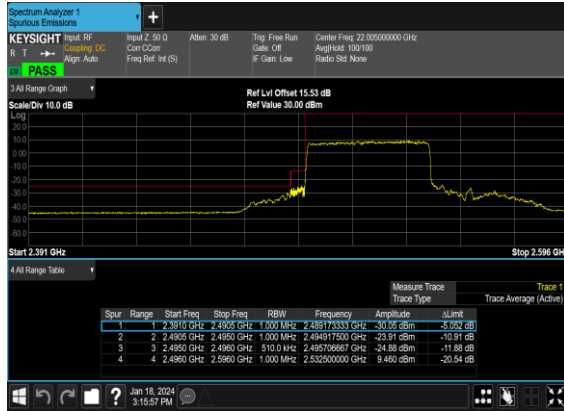 Spectrum Analyzer 1
Spurious Emissions
+
KEYSIGHT Input: RF Input Z: 50 Ω Atten: 30 dB Trig: Free Run Center Freq: 22.005000000 GHz
R T Coupling: DC Corr CCorr Gate: Off Avg|Hold: 100/100
Align: Auto Freq Ref: Int (S) IF Gain: Low Radio Std: None
PASS
3 All Range Graph
Ref Lvl Offset 15.53 dB
Scale/Div 10.0 dB Ref Value 30.00 dBm
Log
20.0
10.0
0.00
-10.0
-20.0
-30.0
-40.0
-50.0
-60.0
Start 2.391 GHz Stop 2.596 GH
4 All Range Table
Measure Trace Trace 1
Trace Type Trace Average (Active)
Spur Range Start Freq Stop Freq RBW Frequency Amplitude ΔLimit
1 1 2.3910 GHz 2.4905 GHz 1.000 MHz 2.489173333 GHz -30.05 dBm -5.052 dB
2 2 2.4905 GHz 2.4950 GHz 1.000 MHz 2.494917500 GHz -23.91 dBm -10.91 dB
3 3 2.4950 GHz 2.4960 GHz 510.0 kHz 2.495706667 GHz -24.88 dBm -11.88 dB
4 4 2.4960 GHz 2.5960 GHz 1.000 MHz 2.532500000 GHz 9.460 dBm -20.54 dB
? Jan 18, 2024
3:15:57 PM